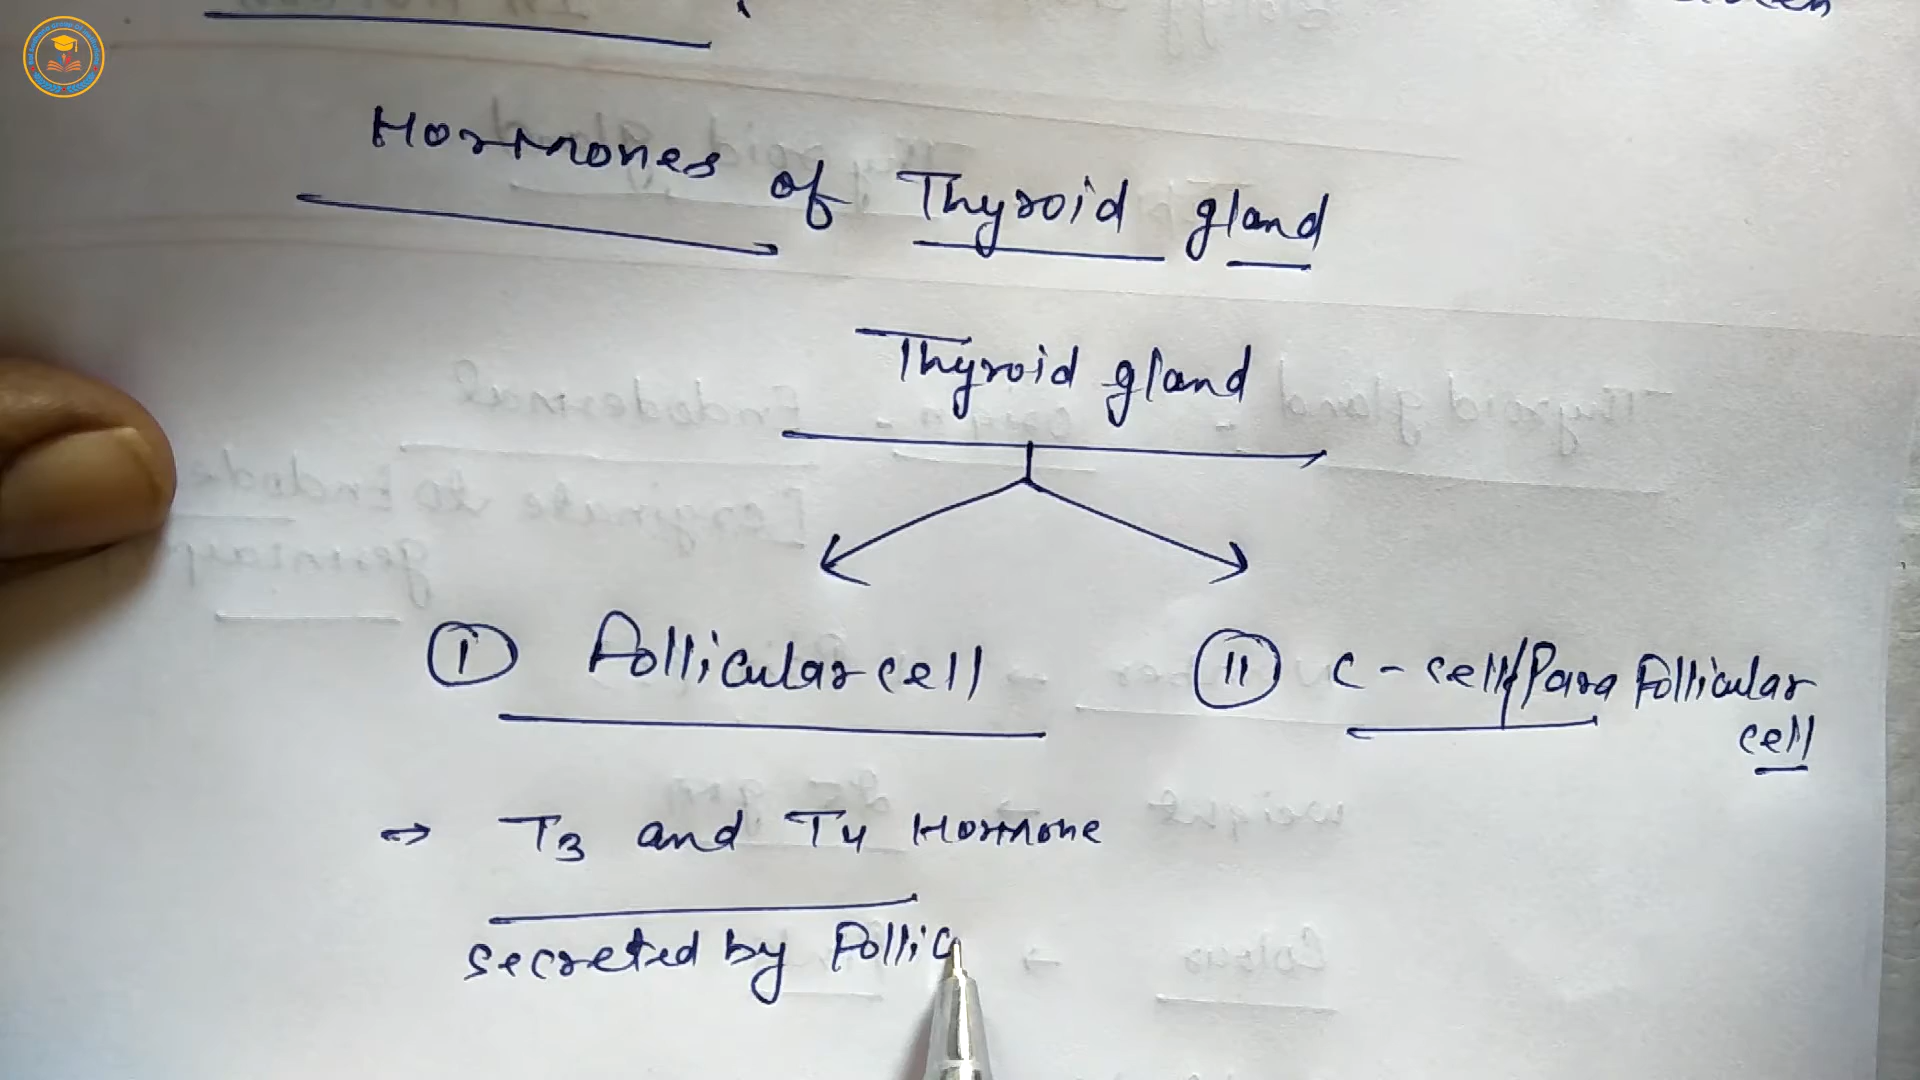 Hormones of Thyroid gland
Thyroid gland
I Follicular cell
II C-cell/Para Follicular
cell
→ T3 and T4 Hormone
secreted by Follic